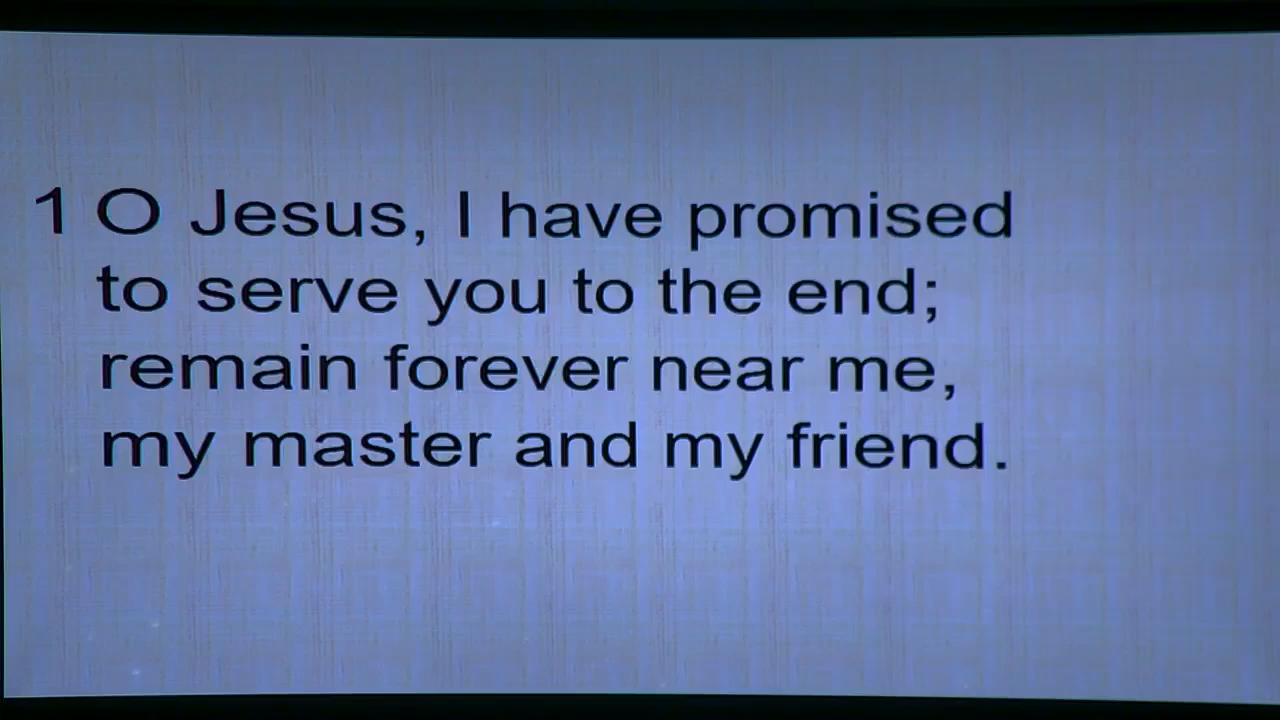 1 O Jesus, I have promised
to serve you to the end;
remain forever near me,
my master and my friend.